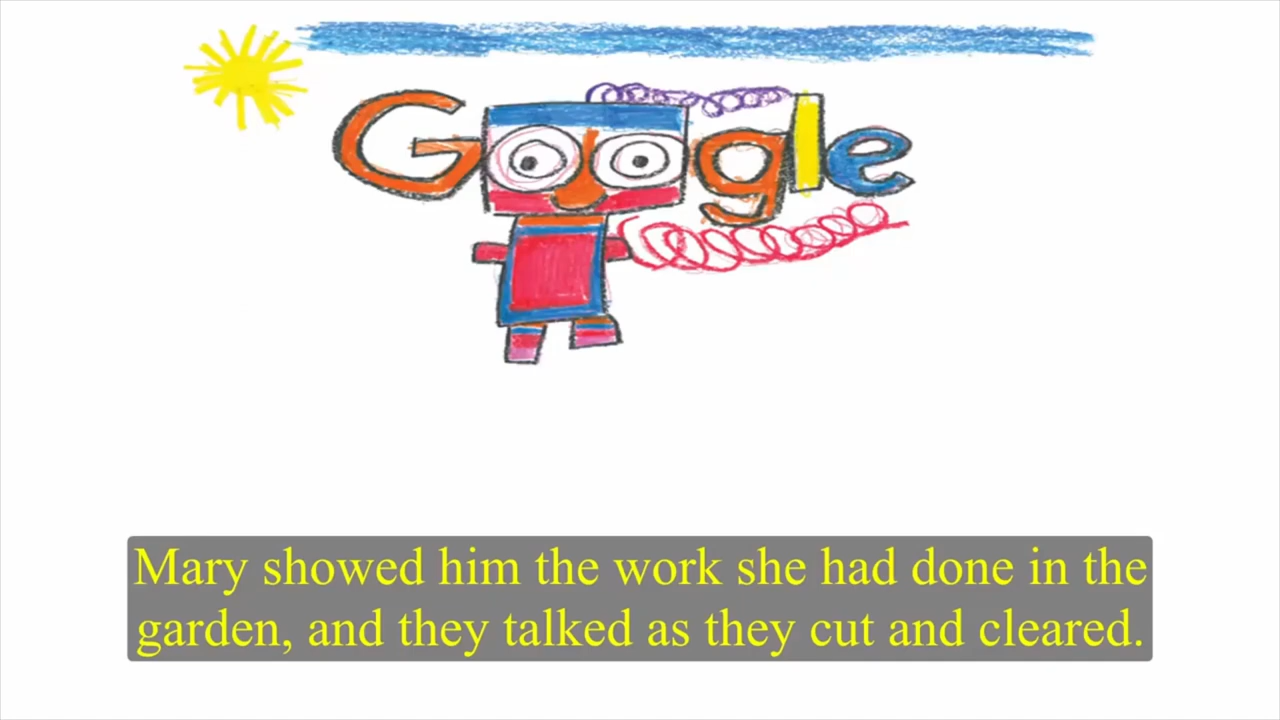 Google
Mary showed him the work she had done in the
garden, and they talked as they cut and cleared.